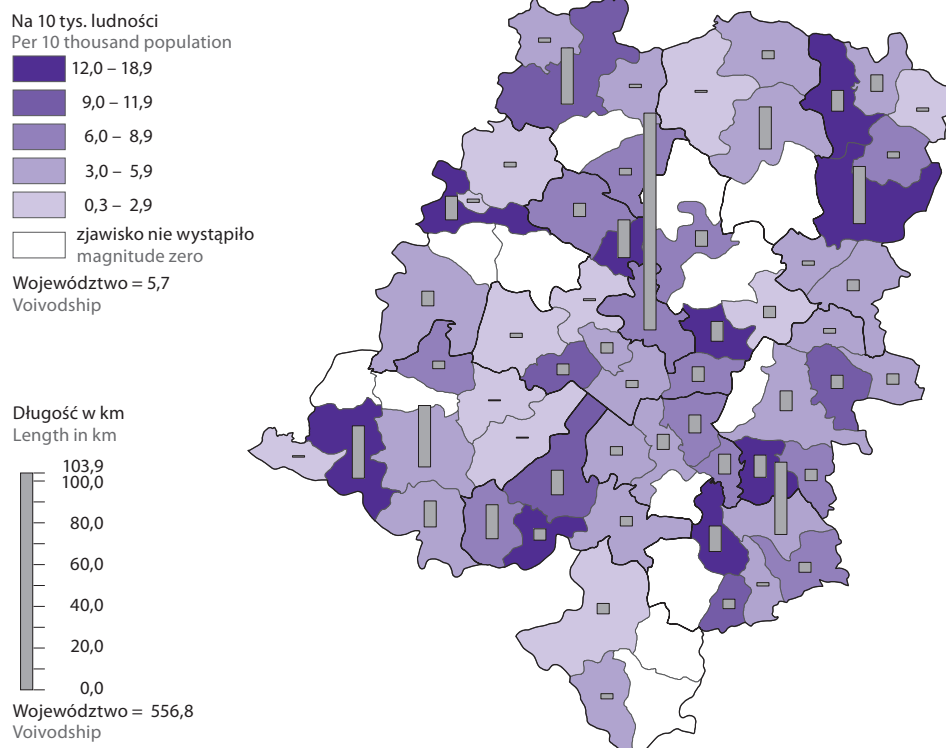 Na 10 tys. ludności
Per 10 thousand population
12,0 – 18,9
9,0 – 11,9
6,0 – 8,9
3,0 – 5,9
0,3 – 2,9
zjawisko nie wystąpiło
magnitude zero
Województwo = 5,7
Voivodship
Długość w km
Length in km
103,9
100,0
80,0
60,0
40,0
20,0
0,0
Województwo = 556,8
Voivodship